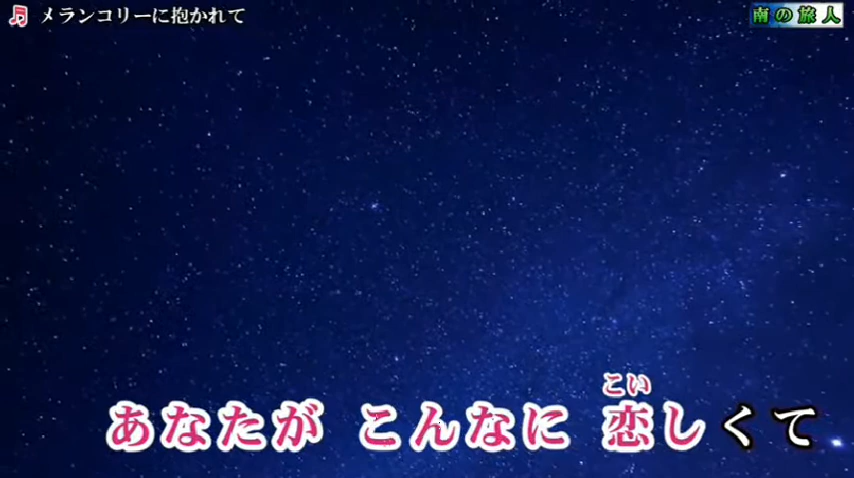 メランコリーに抱かれて
南の旅人
こい
あなたが こんなに 恋しくて